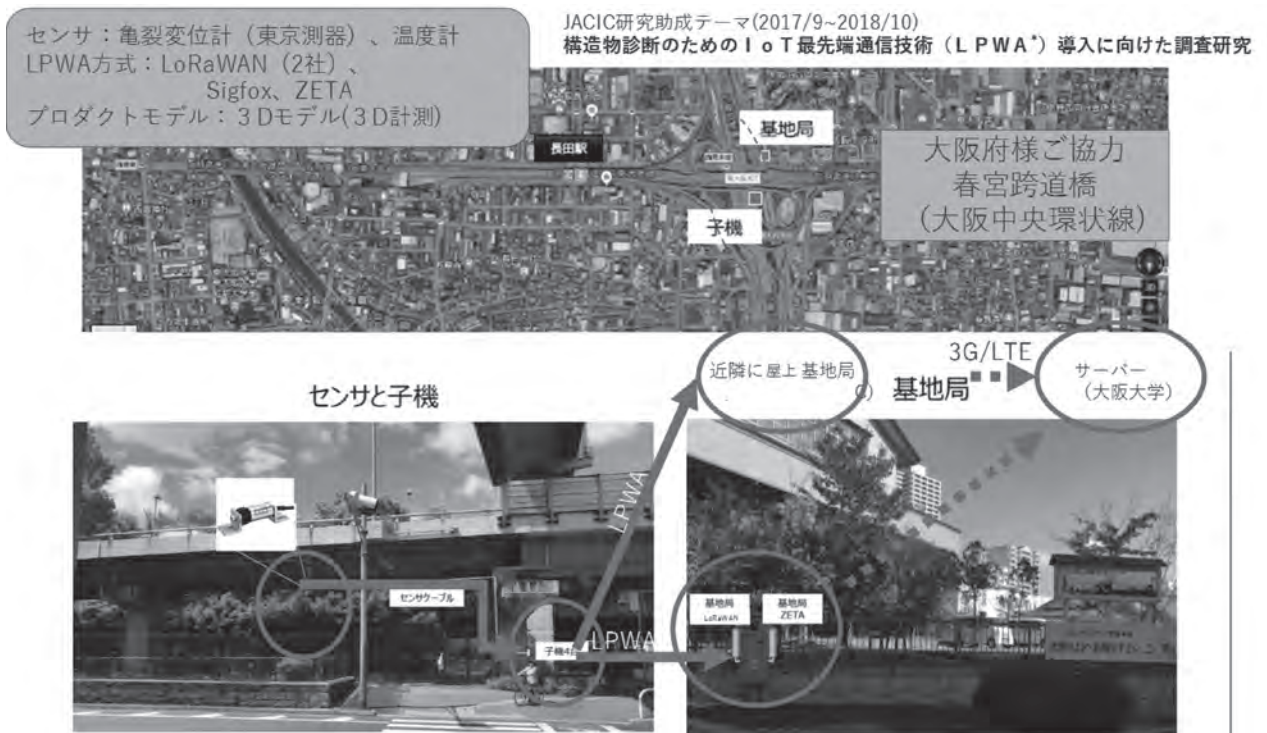 センサ：亀裂変位計（東京測器）、温度計
LPWA方式：LoRaWAN（2社）、
Sigfox、ZETA
プロダクトモデル：３Dモデル(３D計測)
JACIC研究助成テーマ(2017/9~2018/10)
構造物診断のためのＩｏＴ最先端通信技術（ＬＰＷＡ*）導入に向けた調査研究
長田駅
基地局
子機
大阪府様ご協力
春宮跨道橋
（大阪中央環状線）
センサと子機
近隣に屋上基地局
基地局
3G/LTE
サーバー
（大阪大学）
センサケーブル
LPWA
LPWA
基地局
LoRaWAN
基地局
ZETA